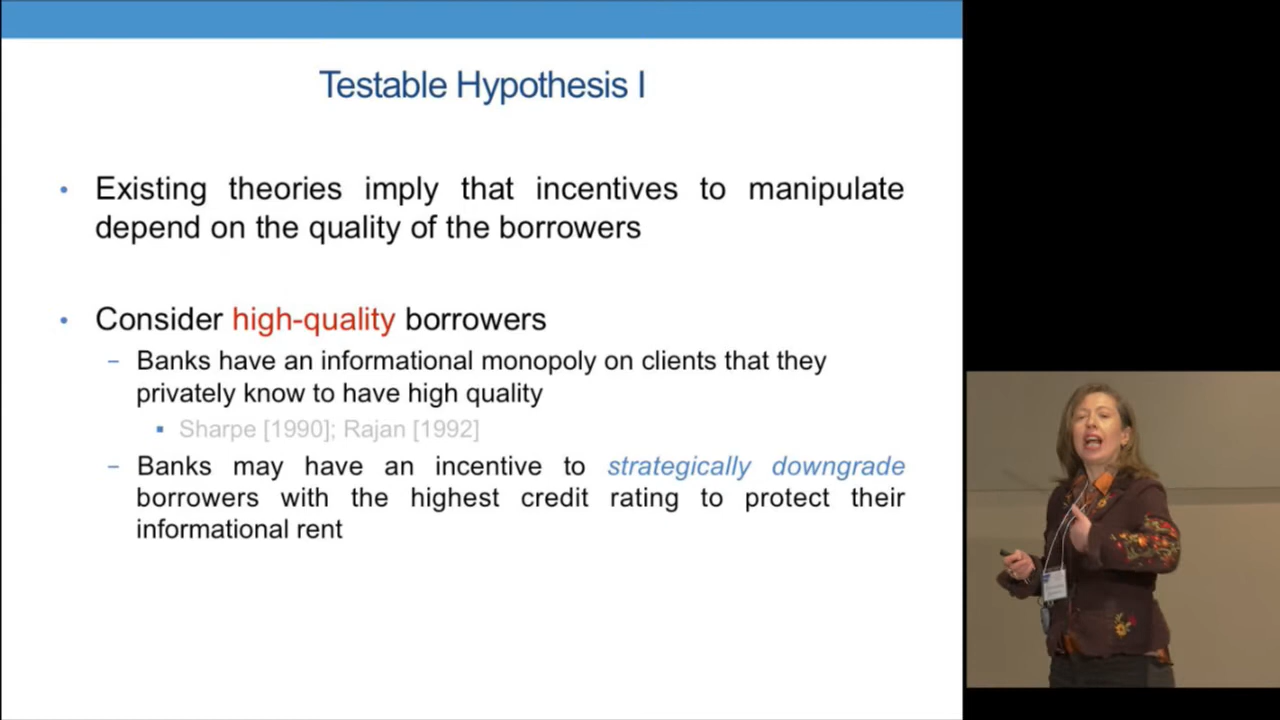 Testable Hypothesis I
• Existing theories imply that incentives to manipulate
depend on the quality of the borrowers
• Consider high-quality borrowers
– Banks have an informational monopoly on clients that they
privately know to have high quality
▪ Sharpe [1990]; Rajan [1992]
– Banks may have an incentive to strategically downgrade
borrowers with the highest credit rating to protect their
informational rent